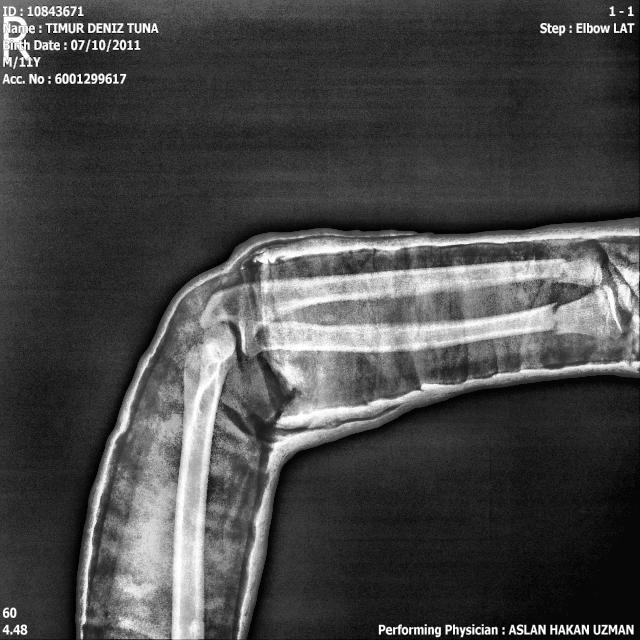 ID : 10843671
Name : TIMUR DENIZ TUNA
Birth Date : 07/10/2011
M/11Y
Acc. No : 6001299617
R
1 - 1
Step : Elbow LAT
60
4.48
Performing Physician : ASLAN HAKAN UZMAN